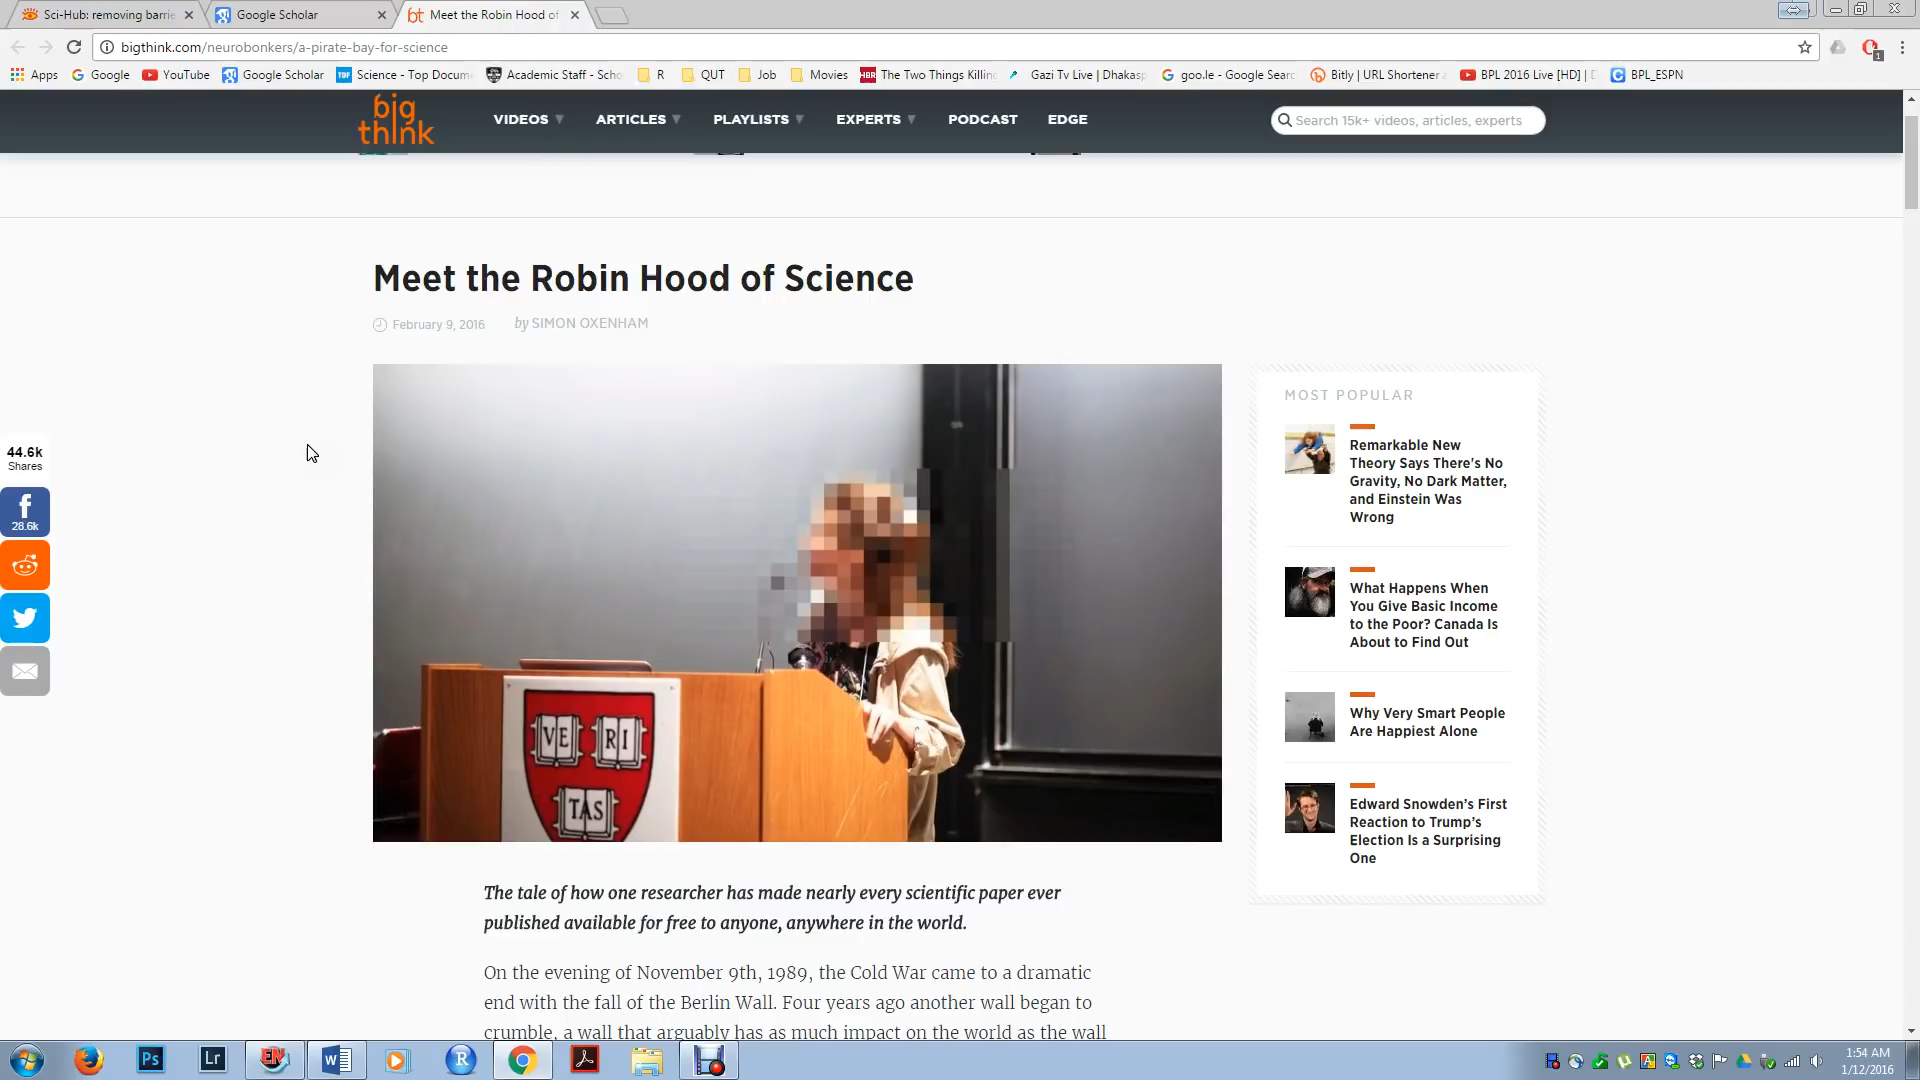 Sci-Hub: removing barrie
Google Scholar
Meet the Robin Hood of
bigthink.com/neurobonkers/a-pirate-bay-for-science
Apps
Google
YouTube
Google Scholar
Science - Top Docum
Academic Staff - Scho
R
QUT
Job
Movies
The Two Things Killin
Gazi Tv Live | Dhakasp
goo.le - Google Searc
Bitly | URL Shortener
BPL 2016 Live [HD] |
BPL_ESPN
big think
VIDEOS
ARTICLES
PLAYLISTS
EXPERTS
PODCAST
EDGE
Search 15k+ videos, articles, experts
Meet the Robin Hood of Science
February 9, 2016
by SIMON OXENHAM
44.6k
Shares
28.6k
VE RI
TAS
MOST POPULAR
Remarkable New
Theory Says There's No
Gravity, No Dark Matter,
and Einstein Was
Wrong
What Happens When
You Give Basic Income
to the Poor? Canada Is
About to Find Out
Why Very Smart People
Are Happiest Alone
Edward Snowden's First
Reaction to Trump's
Election Is a Surprising
One
The tale of how one researcher has made nearly every scientific paper ever
published available for free to anyone, anywhere in the world.
On the evening of November 9th, 1989, the Cold War came to a dramatic
end with the fall of the Berlin Wall. Four years ago another wall began to
crumble, a wall that arguably has as much impact on the world as the wall
Ps
Lr
EN
W
R
1:54 AM
1/12/2016